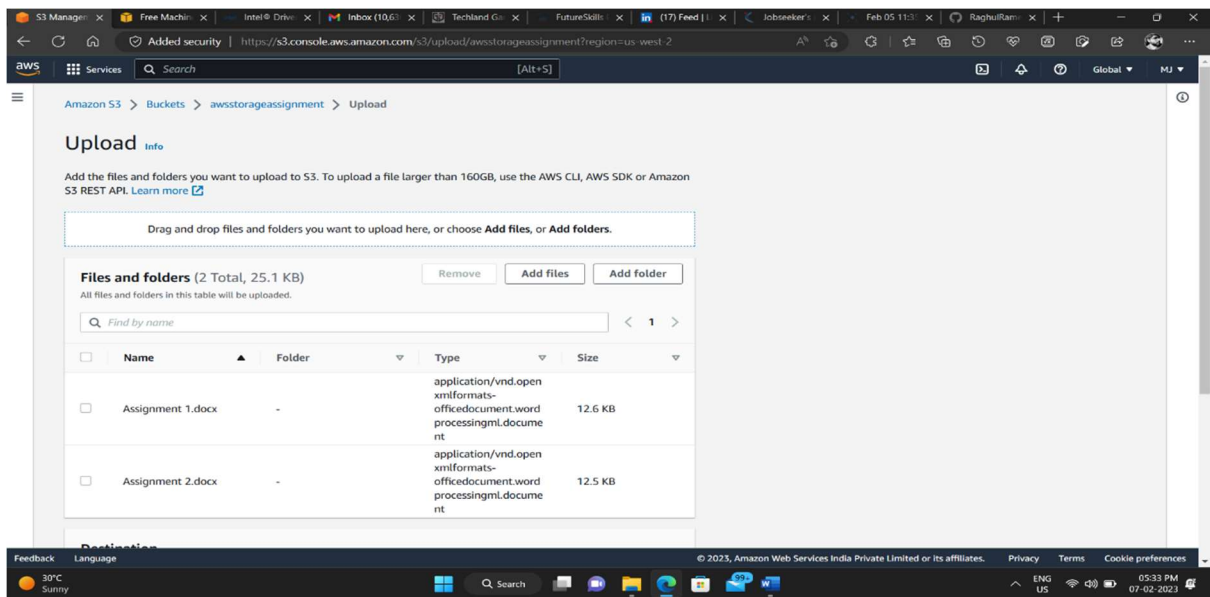 S3 Managem
Free Machin
Intel® Drive
Inbox (10,63
Techland Ga
FutureSkills
(17) Feed | L
Jobseeker's
Feb 05 11:3
RaghulRam
Added security | https://s3.console.aws.amazon.com/s3/upload/awsstorageassignment?region=us-west-2
aws
Services
Search
[Alt+S]
Global
MJ
Amazon S3 > Buckets > awsstorageassignment > Upload
Upload Info
Add the files and folders you want to upload to S3. To upload a file larger than 160GB, use the AWS CLI, AWS SDK or Amazon
S3 REST API. Learn more
Drag and drop files and folders you want to upload here, or choose Add files, or Add folders.
Files and folders (2 Total, 25.1 KB)
Remove
Add files
Add folder
All files and folders in this table will be uploaded.
Find by name
< 1 >
Name
Folder
Type
Size
Assignment 1.docx
-
application/vnd.open
xmlformats-
officedocument.word
processingml.docume
nt
12.6 KB
Assignment 2.docx
-
application/vnd.open
xmlformats-
officedocument.word
processingml.docume
nt
12.5 KB
Destination
Feedback
Language
© 2023, Amazon Web Services India Private Limited or its affiliates.
Privacy
Terms
Cookie preferences
30°C
Sunny
Search
99+
ENG
US
05:33 PM
07-02-2023